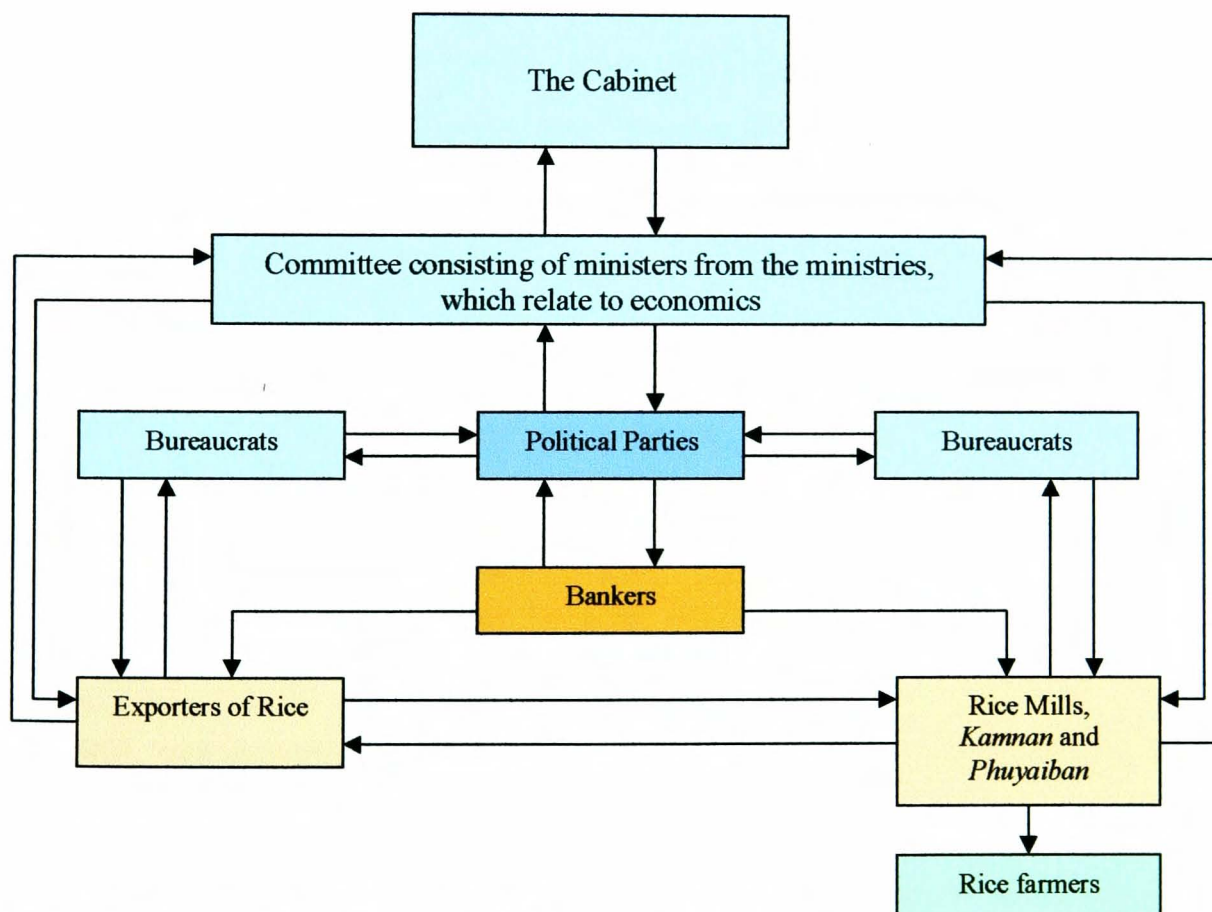 The Cabinet
Committee consisting of ministers from the ministries,
which relate to economics
Bureaucrats
Political Parties
Bureaucrats
Bankers
Exporters of Rice
Rice Mills,
Kamnan and
Phuyaiban
Rice farmers